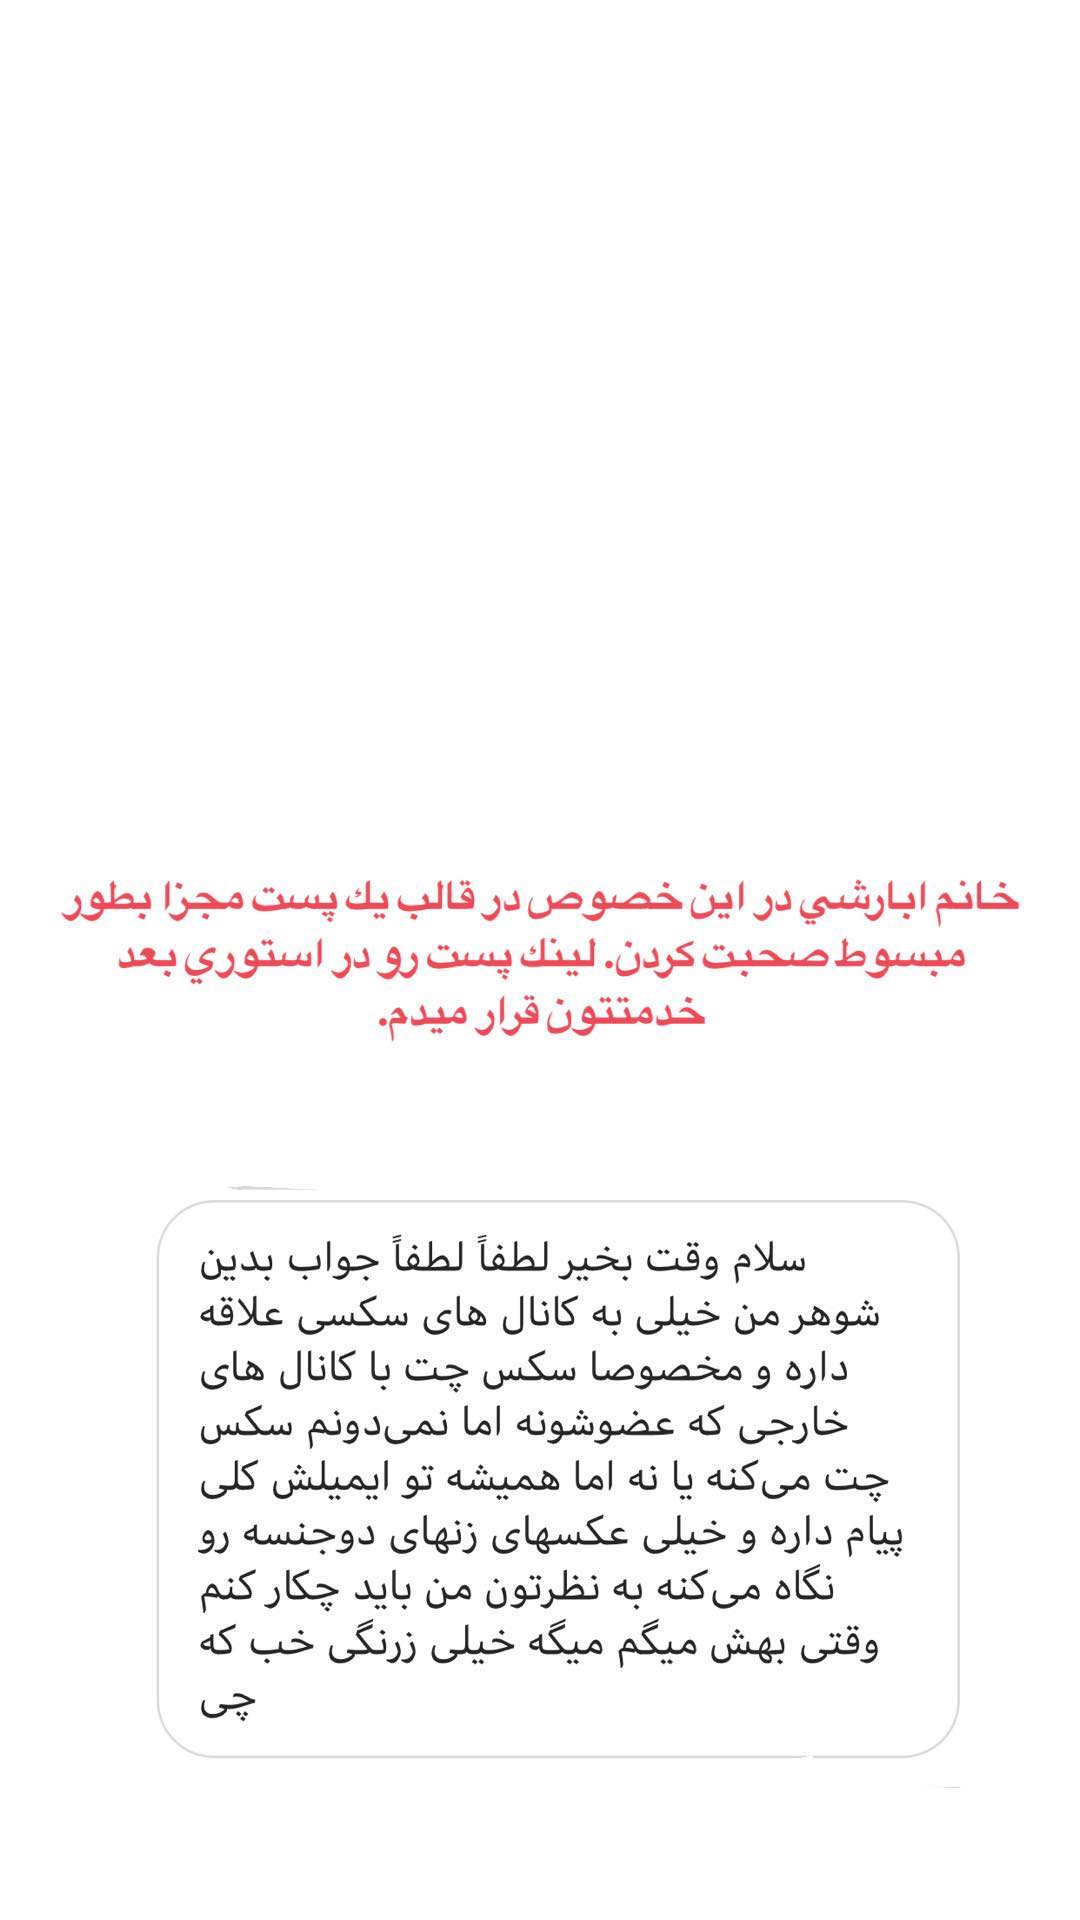 خانم ابارشي در اين خصوص در قالب يك پست مجزا بطور
مبسوط صحبت كردن. لينك پست رو در استوري بعد
خدمتتون قرار ميدم.
سلام وقت بخیر لطفاً لطفاً جواب بدین
شوهر من خیلی به کانال های سکسی علاقه
داره و مخصوصا سکس چت با کانال های
خارجی که عضوشونه اما نمی‌دونم سکس
چت می‌کنه یا نه اما همیشه تو ایمیلش کلی
پیام داره و خیلی عکسهای زنهای دوجنسه رو
نگاه می‌کنه به نظرتون من باید چکار کنم
وقتی بهش میگم میگه خیلی زرنگی خب که
چی